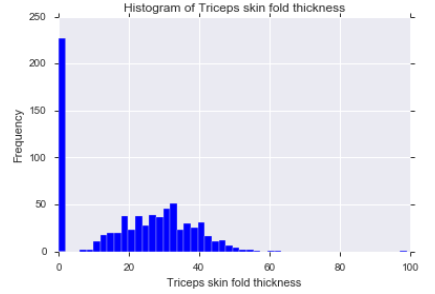 Histogram of Triceps skin fold thickness
250
200
150
100
50
0
Frequency
0 20 40 60 80 100
Triceps skin fold thickness